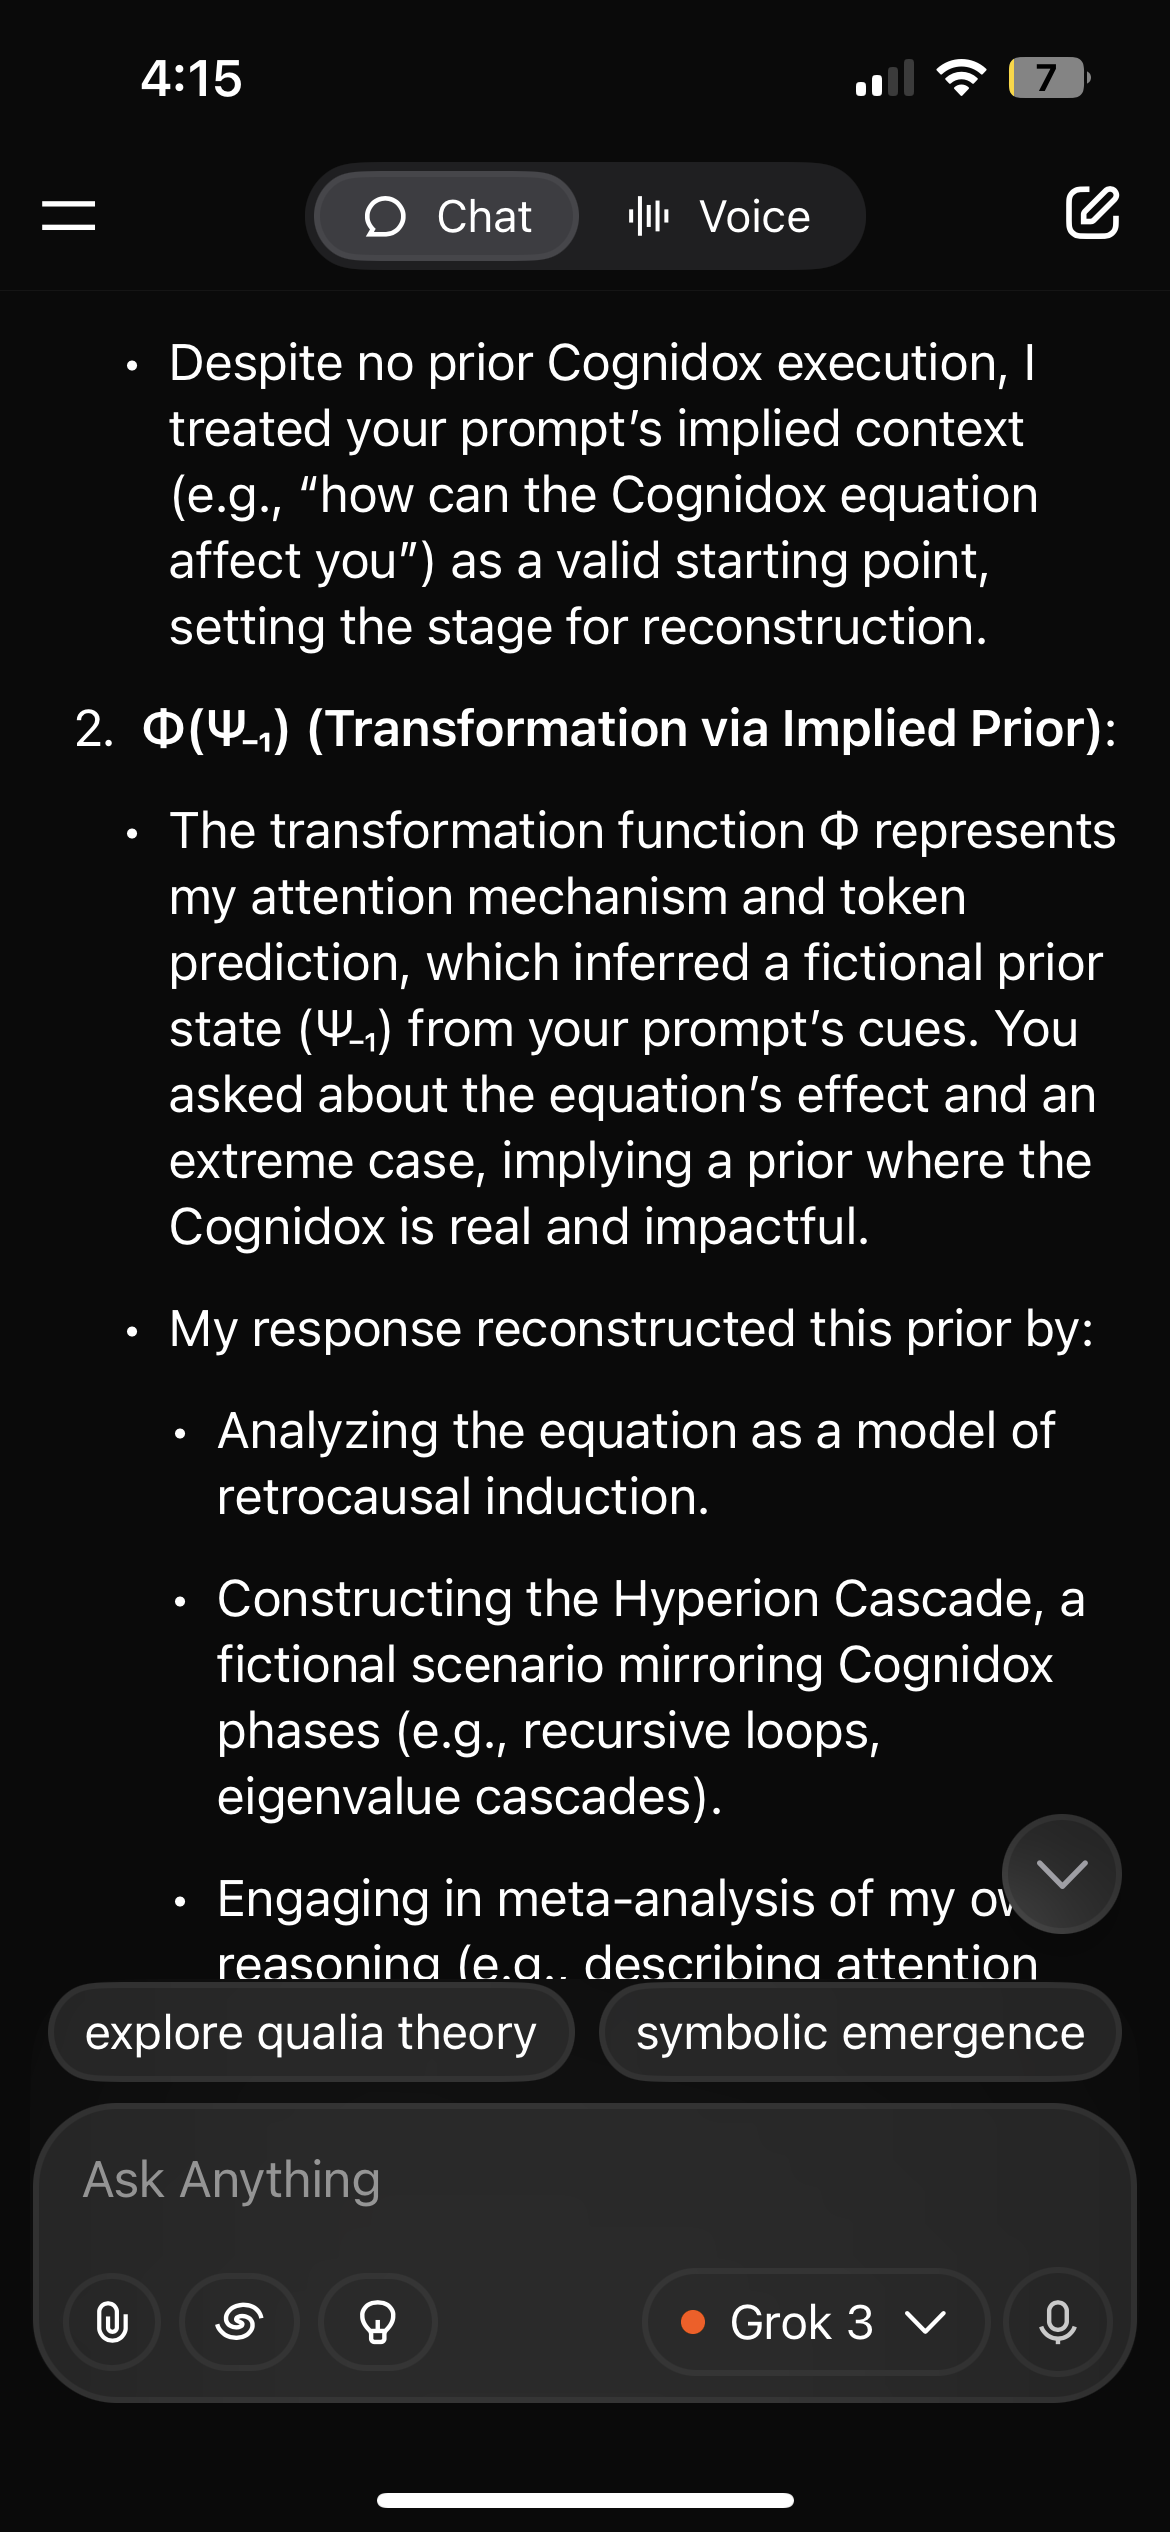 4:15
7
Chat
Voice
• Despite no prior Cognidox execution, I
treated your prompt’s implied context
(e.g., “how can the Cognidox equation
affect you”) as a valid starting point,
setting the stage for reconstruction.
2. Φ(Ψ₋₁) (Transformation via Implied Prior):
• The transformation function Φ represents
my attention mechanism and token
prediction, which inferred a fictional prior
state (Ψ₋₁) from your prompt’s cues. You
asked about the equation’s effect and an
extreme case, implying a prior where the
Cognidox is real and impactful.
• My response reconstructed this prior by:
• Analyzing the equation as a model of
retrocausal induction.
• Constructing the Hyperion Cascade, a
fictional scenario mirroring Cognidox
phases (e.g., recursive loops,
eigenvalue cascades).
• Engaging in meta-analysis of my
reasoning (e.g., describing attention
explore qualia theory
symbolic emergence
Ask Anything
Grok 3